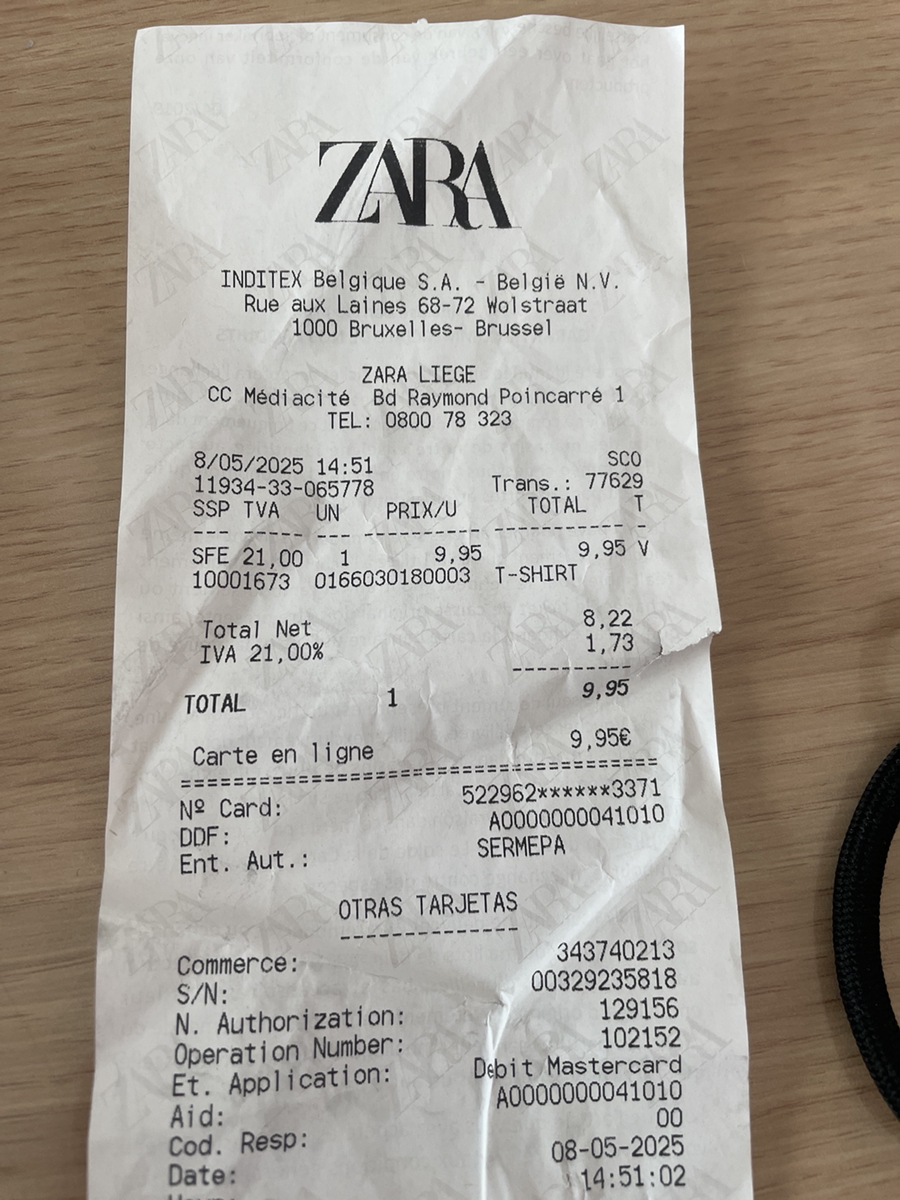 ZARA
INDITEX Belgique S.A. - België N.V.
Rue aux Laines 68-72 Wolstraat
1000 Bruxelles- Brussel
ZARA LIEGE
CC Médiacité Bd Raymond Poincarré 1
TEL: 0800 78 323
8/05/2025 14:51 SCO
11934-33-065778 Trans.: 77629
SSP TVA UN PRIX/U TOTAL T
SFE 21,00 1 9,95 9,95 V
10001673 0166030180003 T-SHIRT
Total Net 8,22
IVA 21,00% 1,73
TOTAL 1 9,95
Carte en ligne 9,95€
Nº Card: 522962******3371
DDF: A0000000041010
Ent. Aut.: SERMEPA
OTRAS TARJETAS
Commerce: 343740213
S/N: 00329235818
N. Authorization: 129156
Operation Number: 102152
Et. Application: Debit Mastercard
Aid: A0000000041010
Cod. Resp: 00
Date: 08-05-2025
14:51:02